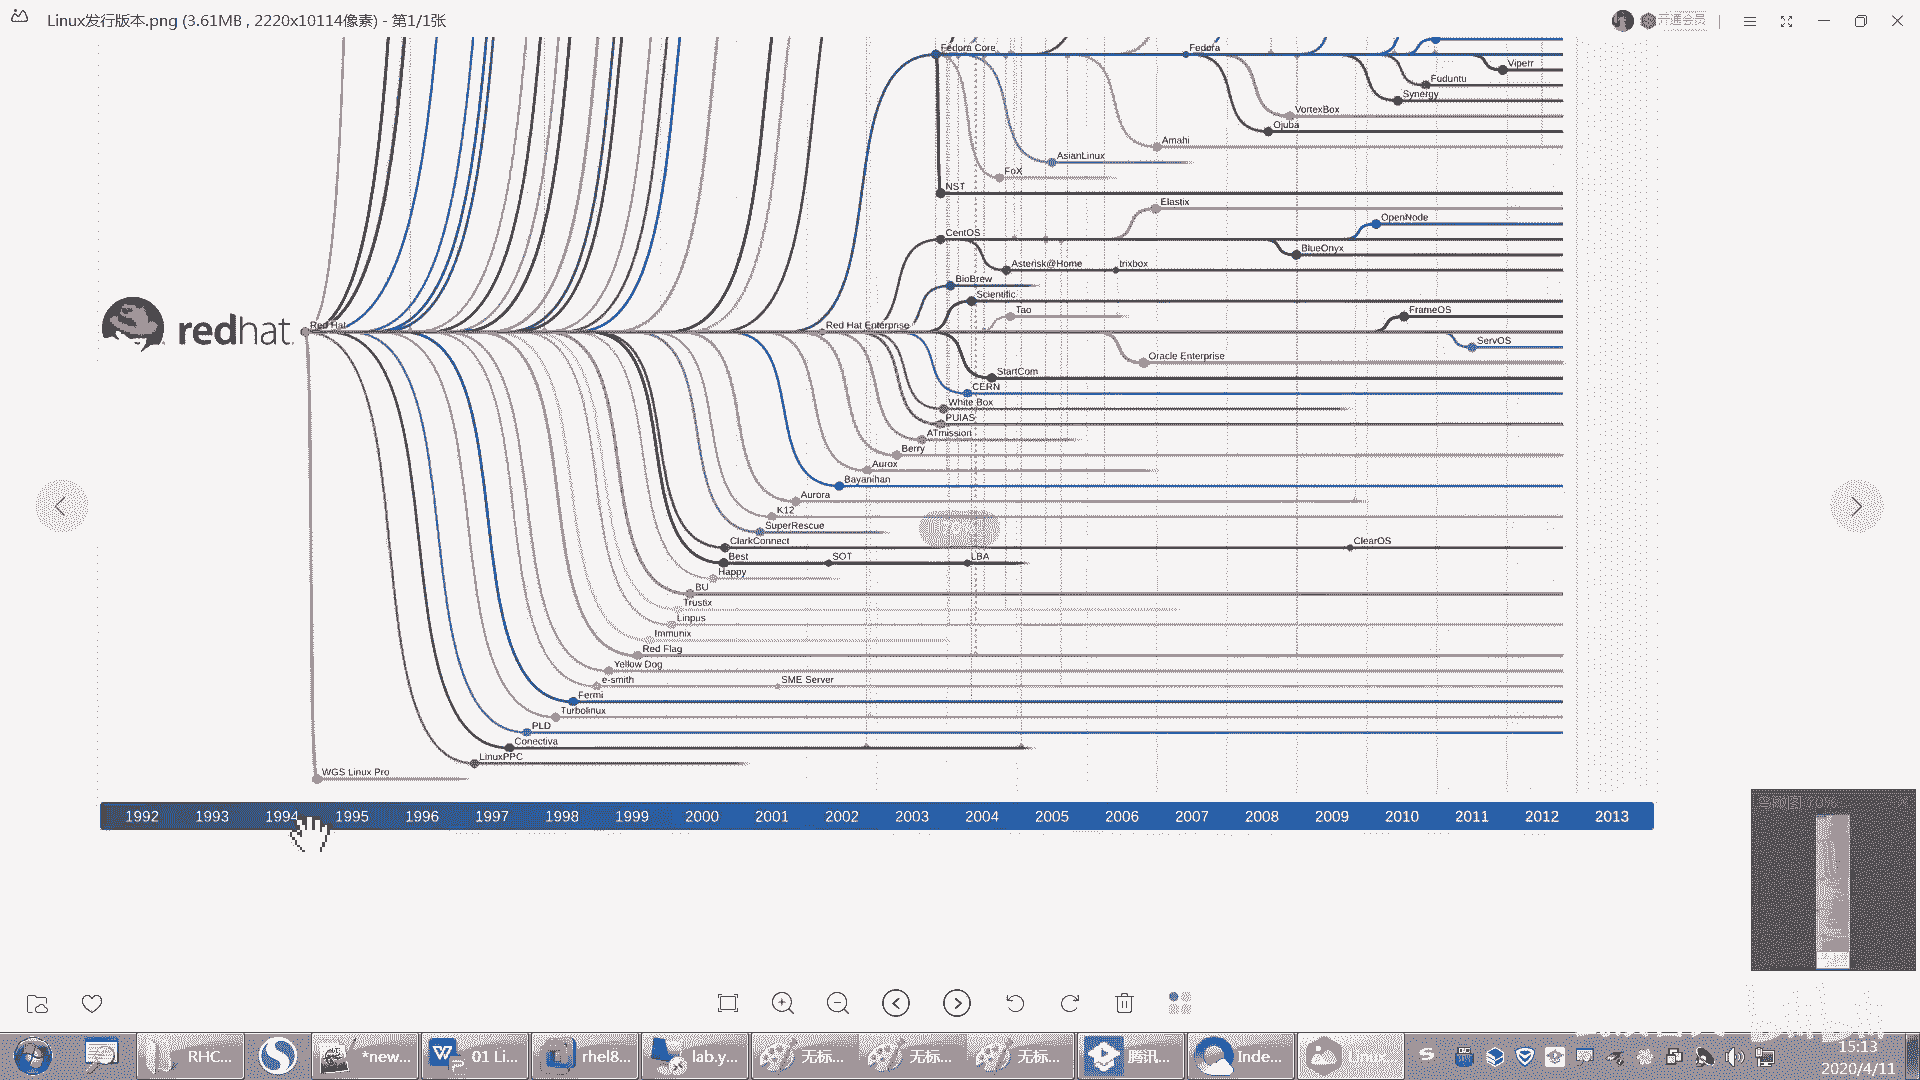 Linux发行版本.png (3.61MB , 2220x10114像素) - 第1/1张
开通会员
Fedora Core
Fedora
Viperr
Fuduntu
Synergy
VortexBox
Ojuba
Amahi
AsianLinux
FoX
NST
Elastix
OpenNode
CentOS
BlueOnyx
Asterisk@Home
trixbox
BioBrew
Scientific
Tao
FrameOS
redhat
Red Hat
Red Hat Enterprise
ServOS
Oracle Enterprise
StartCom
CERN
White Box
PUIAS
ATmission
Berry
Aurox
Bayanihan
Aurora
K12
SuperRescue
ClarkConnect
ClearOS
Best
SOT
LBA
Happy
BU
Trustix
Linpus
Immunix
Red Flag
Yellow Dog
e-smith
SME Server
Fermi
Turbolinux
PLD
Conectiva
LinuxPPC
WGS Linux Pro
1992 1993 1994 1995 1996 1997 1998 1999 2000 2001 2002 2003 2004 2005 2006 2007 2008 2009 2010 2011 2012 2013
鸟瞰图 70%
RHC...
*new...
01 Li...
rhel8...
lab.y...
无标...
无标...
无标...
腾讯...
Inde...
Linux...
15:13
2020/4/11